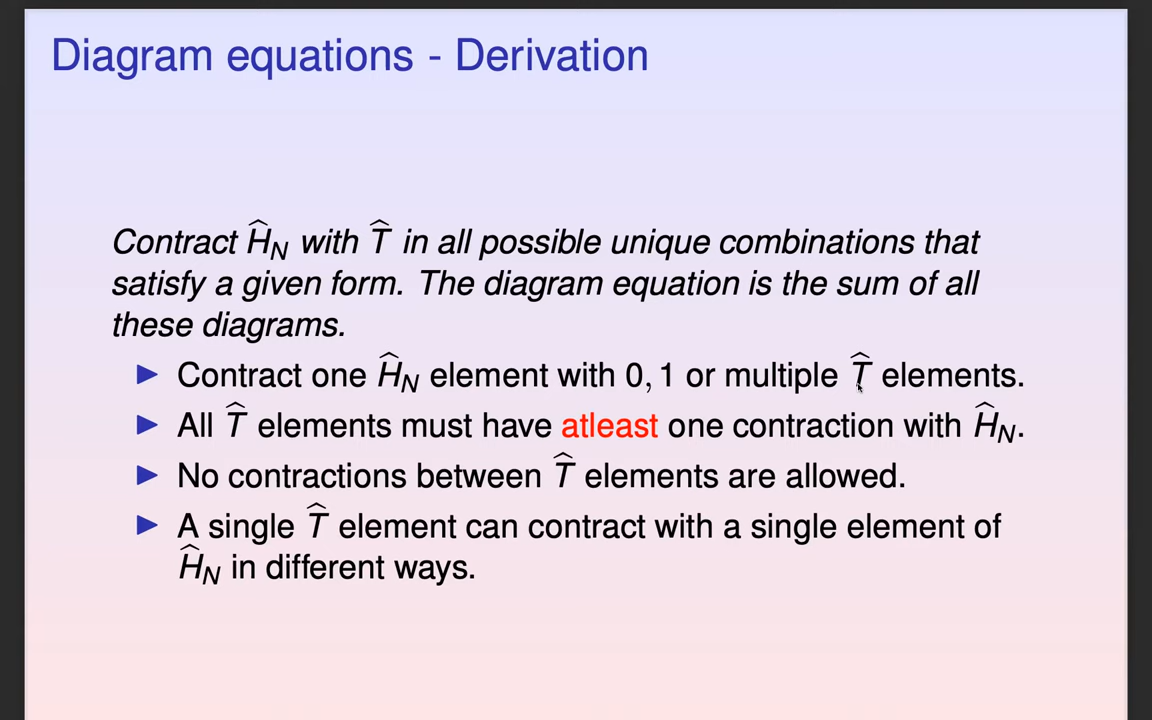 Diagram equations - Derivation
Contract Ĥ_N with T̂ in all possible unique combinations that
satisfy a given form. The diagram equation is the sum of all
these diagrams.
▶ Contract one Ĥ_N element with 0, 1 or multiple T̂ elements.
▶ All T̂ elements must have atleast one contraction with Ĥ_N.
▶ No contractions between T̂ elements are allowed.
▶ A single T̂ element can contract with a single element of
Ĥ_N in different ways.